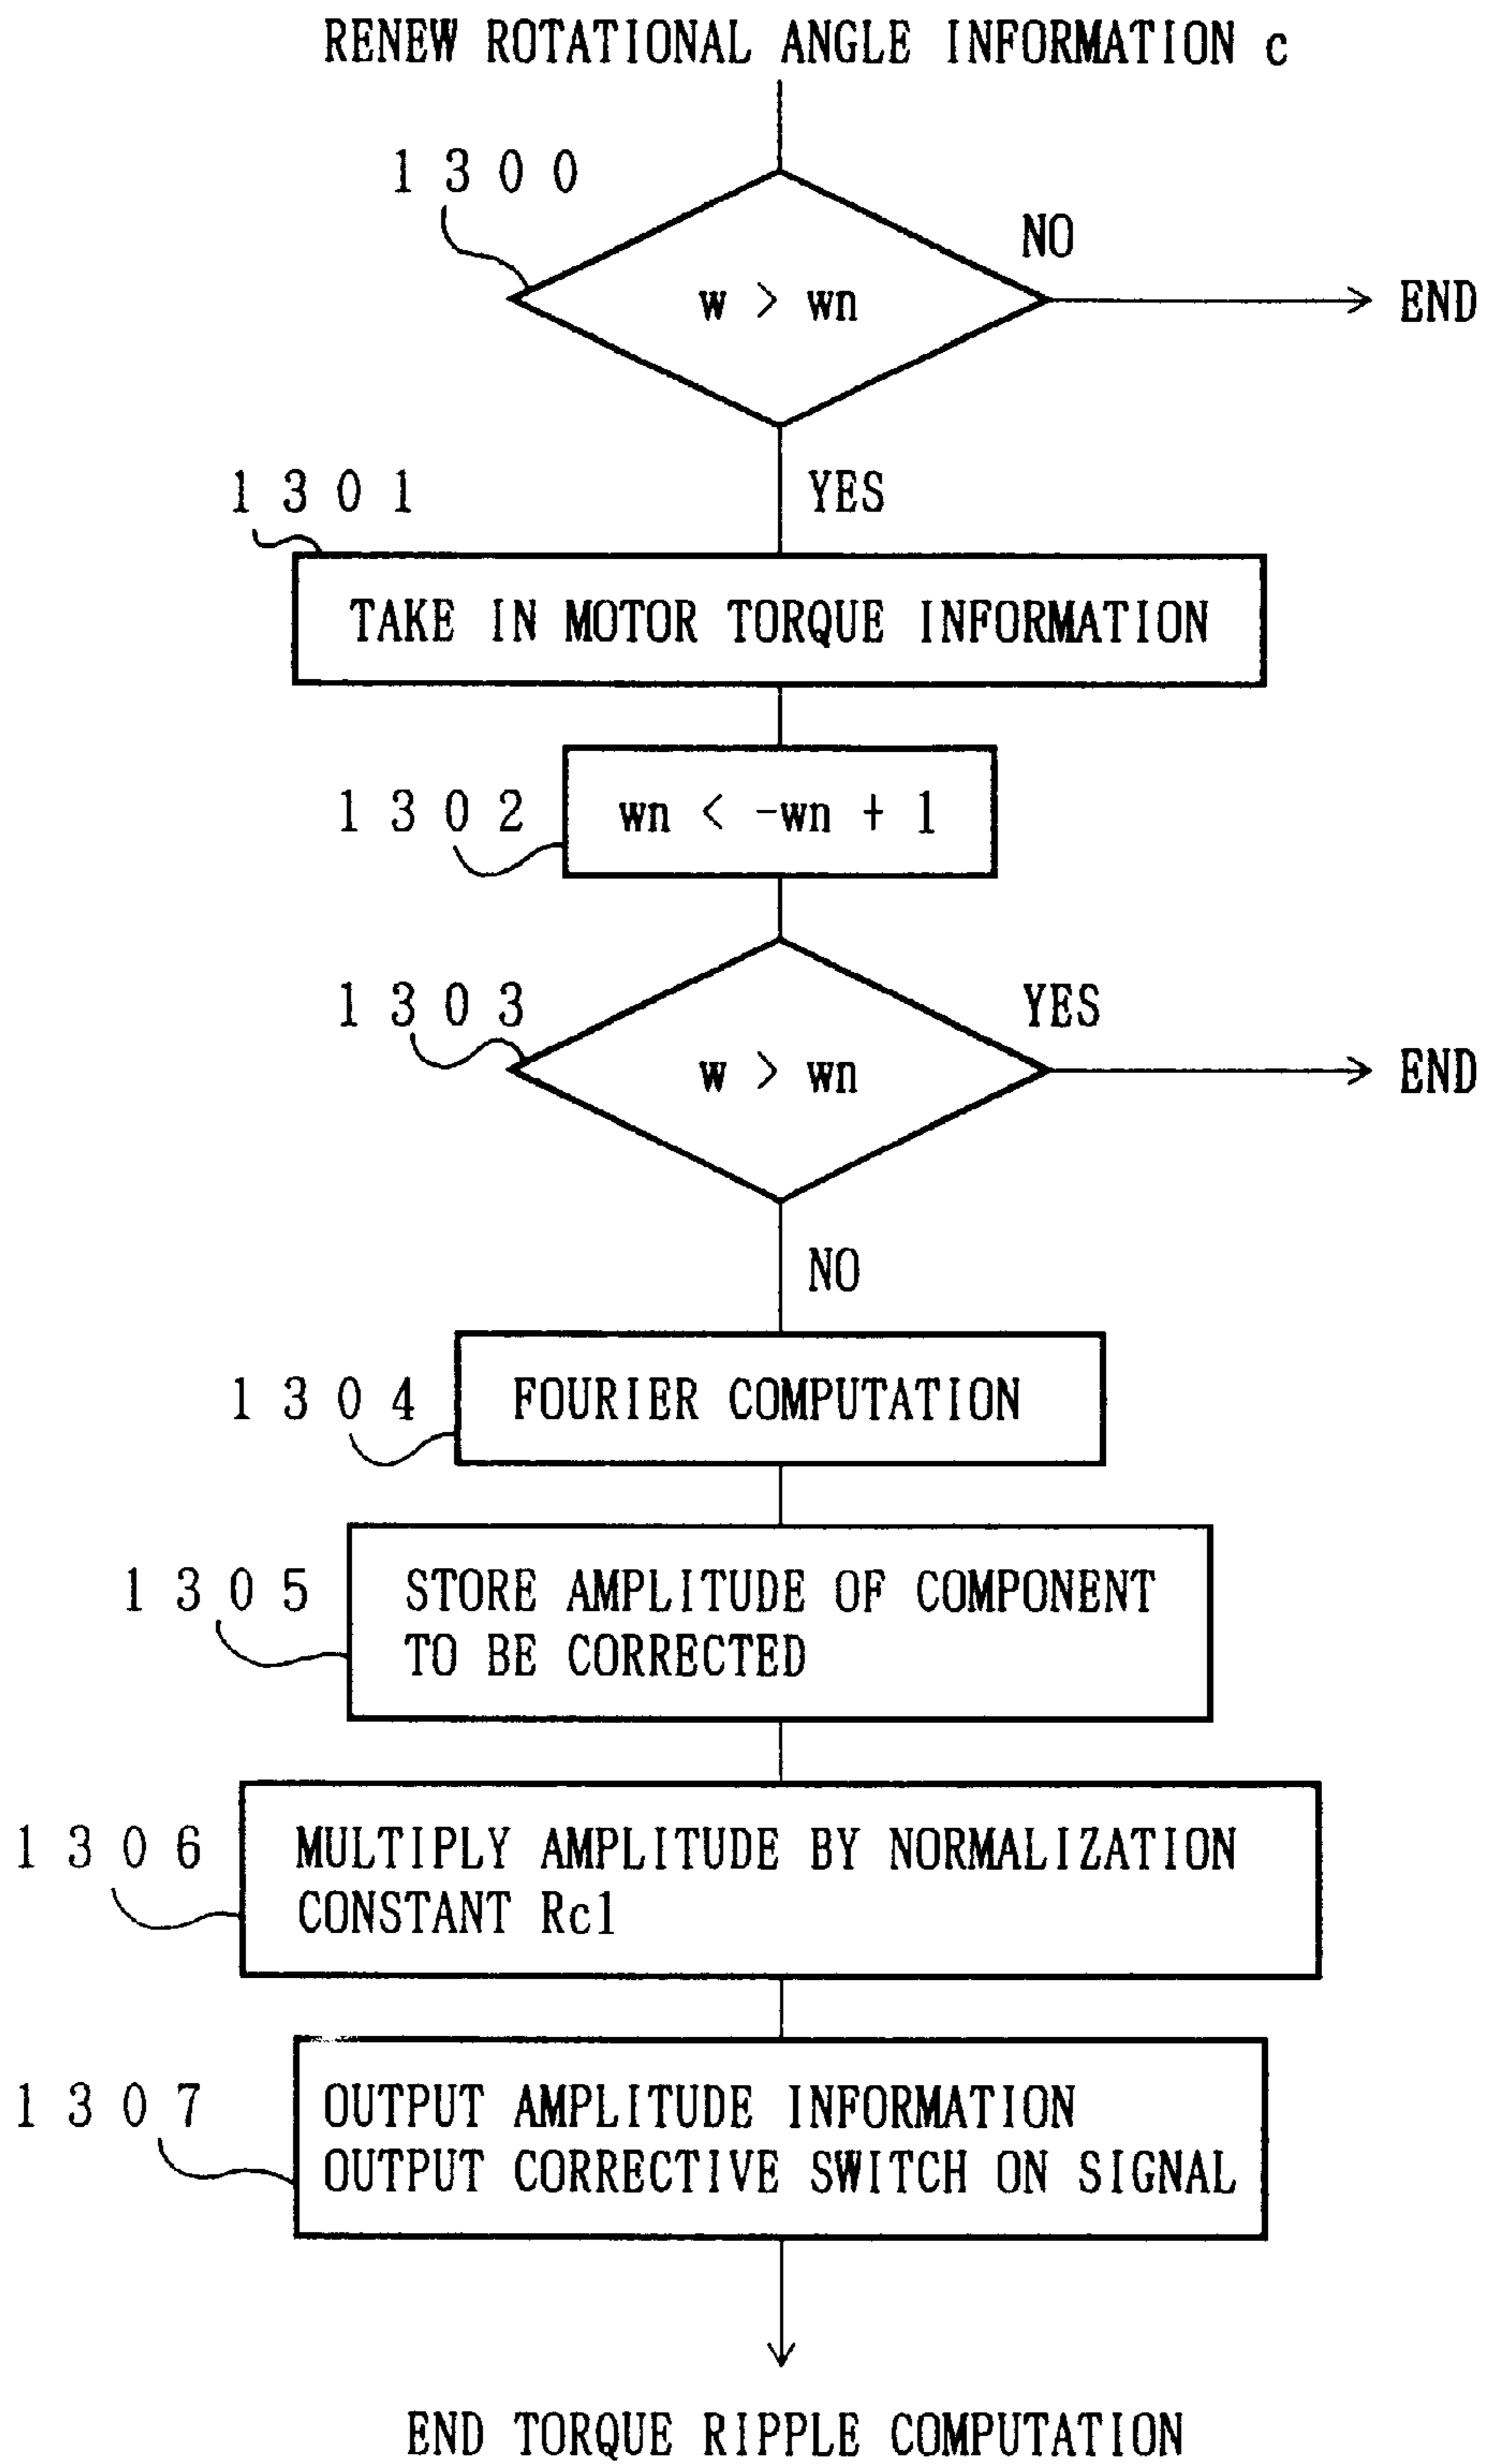 RENEW ROTATIONAL ANGLE INFORMATION c
1300
NO
w > wn
END
YES
1301
TAKE IN MOTOR TORQUE INFORMATION
1302
wn < -wn + 1
1303
YES
w > wn
END
NO
1304
FOURIER COMPUTATION
1305
STORE AMPLITUDE OF COMPONENT
TO BE CORRECTED
1306
MULTIPLY AMPLITUDE BY NORMALIZATION
CONSTANT Rc1
1307
OUTPUT AMPLITUDE INFORMATION
OUTPUT CORRECTIVE SWITCH ON SIGNAL
END TORQUE RIPPLE COMPUTATION